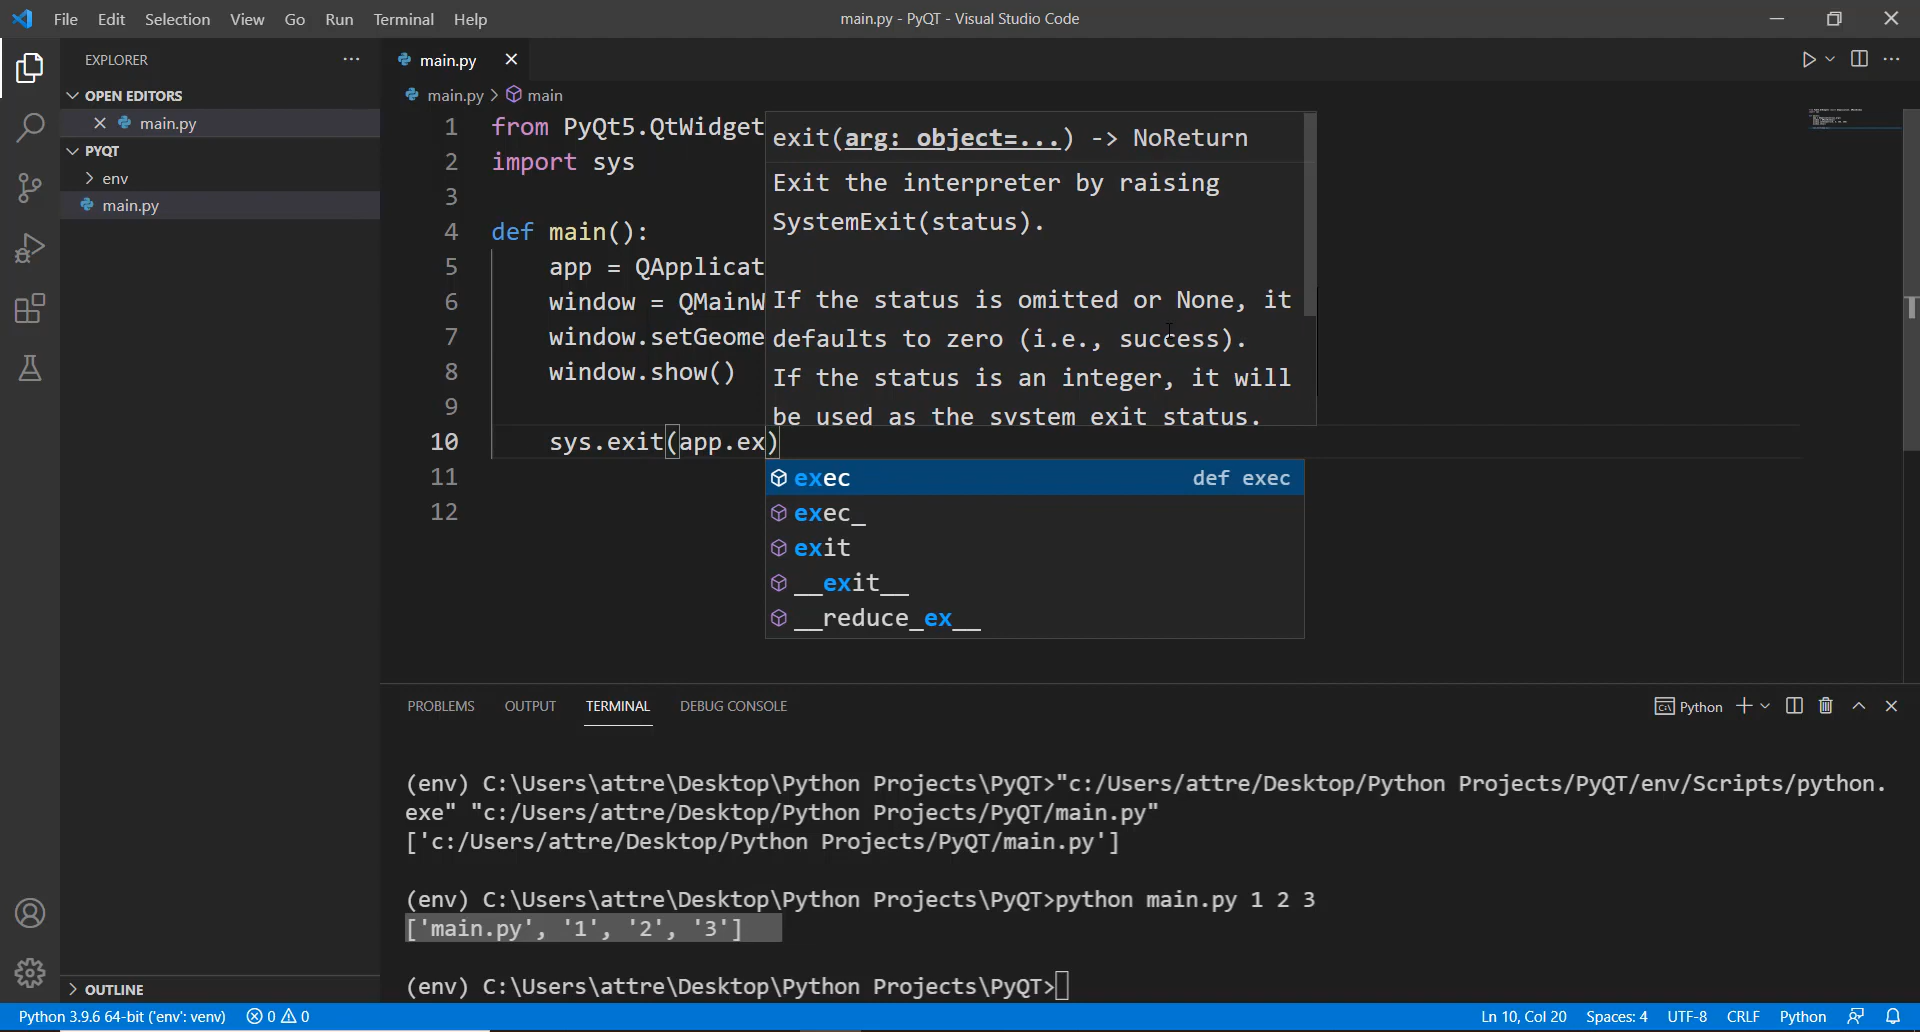 File Edit Selection View Go Run Terminal Help
main.py - PyQT - Visual Studio Code
EXPLORER
OPEN EDITORS
main.py
PYQT
env
main.py
OUTLINE
main.py
main.py > main
1 from PyQt5.QtWidget
2 import sys
3
4 def main():
5 app = QApplicat
6 window = QMainW
7 window.setGeome
8 window.show()
9
10 sys.exit(app.ex)
11
12
exit(arg: object=...) -> NoReturn
Exit the interpreter by raising
SystemExit(status).
If the status is omitted or None, it
defaults to zero (i.e., success).
If the status is an integer, it will
be used as the system exit status.
exec def exec
exec_
exit
__exit__
__reduce_ex__
PROBLEMS OUTPUT TERMINAL DEBUG CONSOLE
Python
(env) C:\Users\attre\Desktop\Python Projects\PyQT>"c:/Users/attre/Desktop/Python Projects/PyQT/env/Scripts/python.
exe" "c:/Users/attre/Desktop/Python Projects/PyQT/main.py"
['c:/Users/attre/Desktop/Python Projects/PyQT/main.py']
(env) C:\Users\attre\Desktop\Python Projects\PyQT>python main.py 1 2 3
['main.py', '1', '2', '3']
(env) C:\Users\attre\Desktop\Python Projects\PyQT>
Python 3.9.6 64-bit ('env': venv) 0 0
Ln 10, Col 20 Spaces: 4 UTF-8 CRLF Python